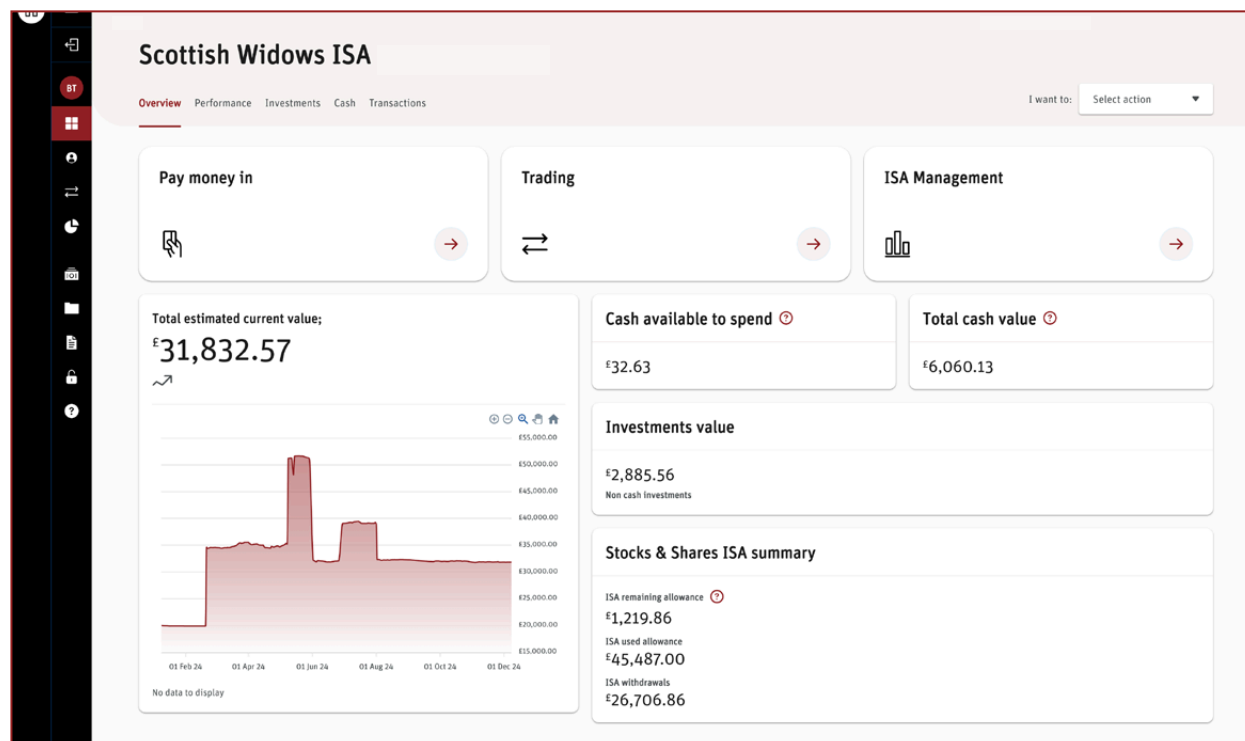 Scottish Widows ISA
BT
Overview Performance Investments Cash Transactions
I want to: Select action
Pay money in
Trading
ISA Management
Total estimated current value;
£31,832.57
Cash available to spend ?
£32.63
Total cash value ?
£6,060.13
£55,000.00
£50,000.00
£45,000.00
£40,000.00
£35,000.00
£30,000.00
£25,000.00
£20,000.00
£15,000.00
01 Feb 24 01 Apr 24 01 Jun 24 01 Aug 24 01 Oct 24 01 Dec 24
No data to display
Investments value
£2,885.56
Non cash investments
Stocks & Shares ISA summary
ISA remaining allowance ?
£1,219.86
ISA used allowance
£45,487.00
ISA withdrawals
£26,706.86